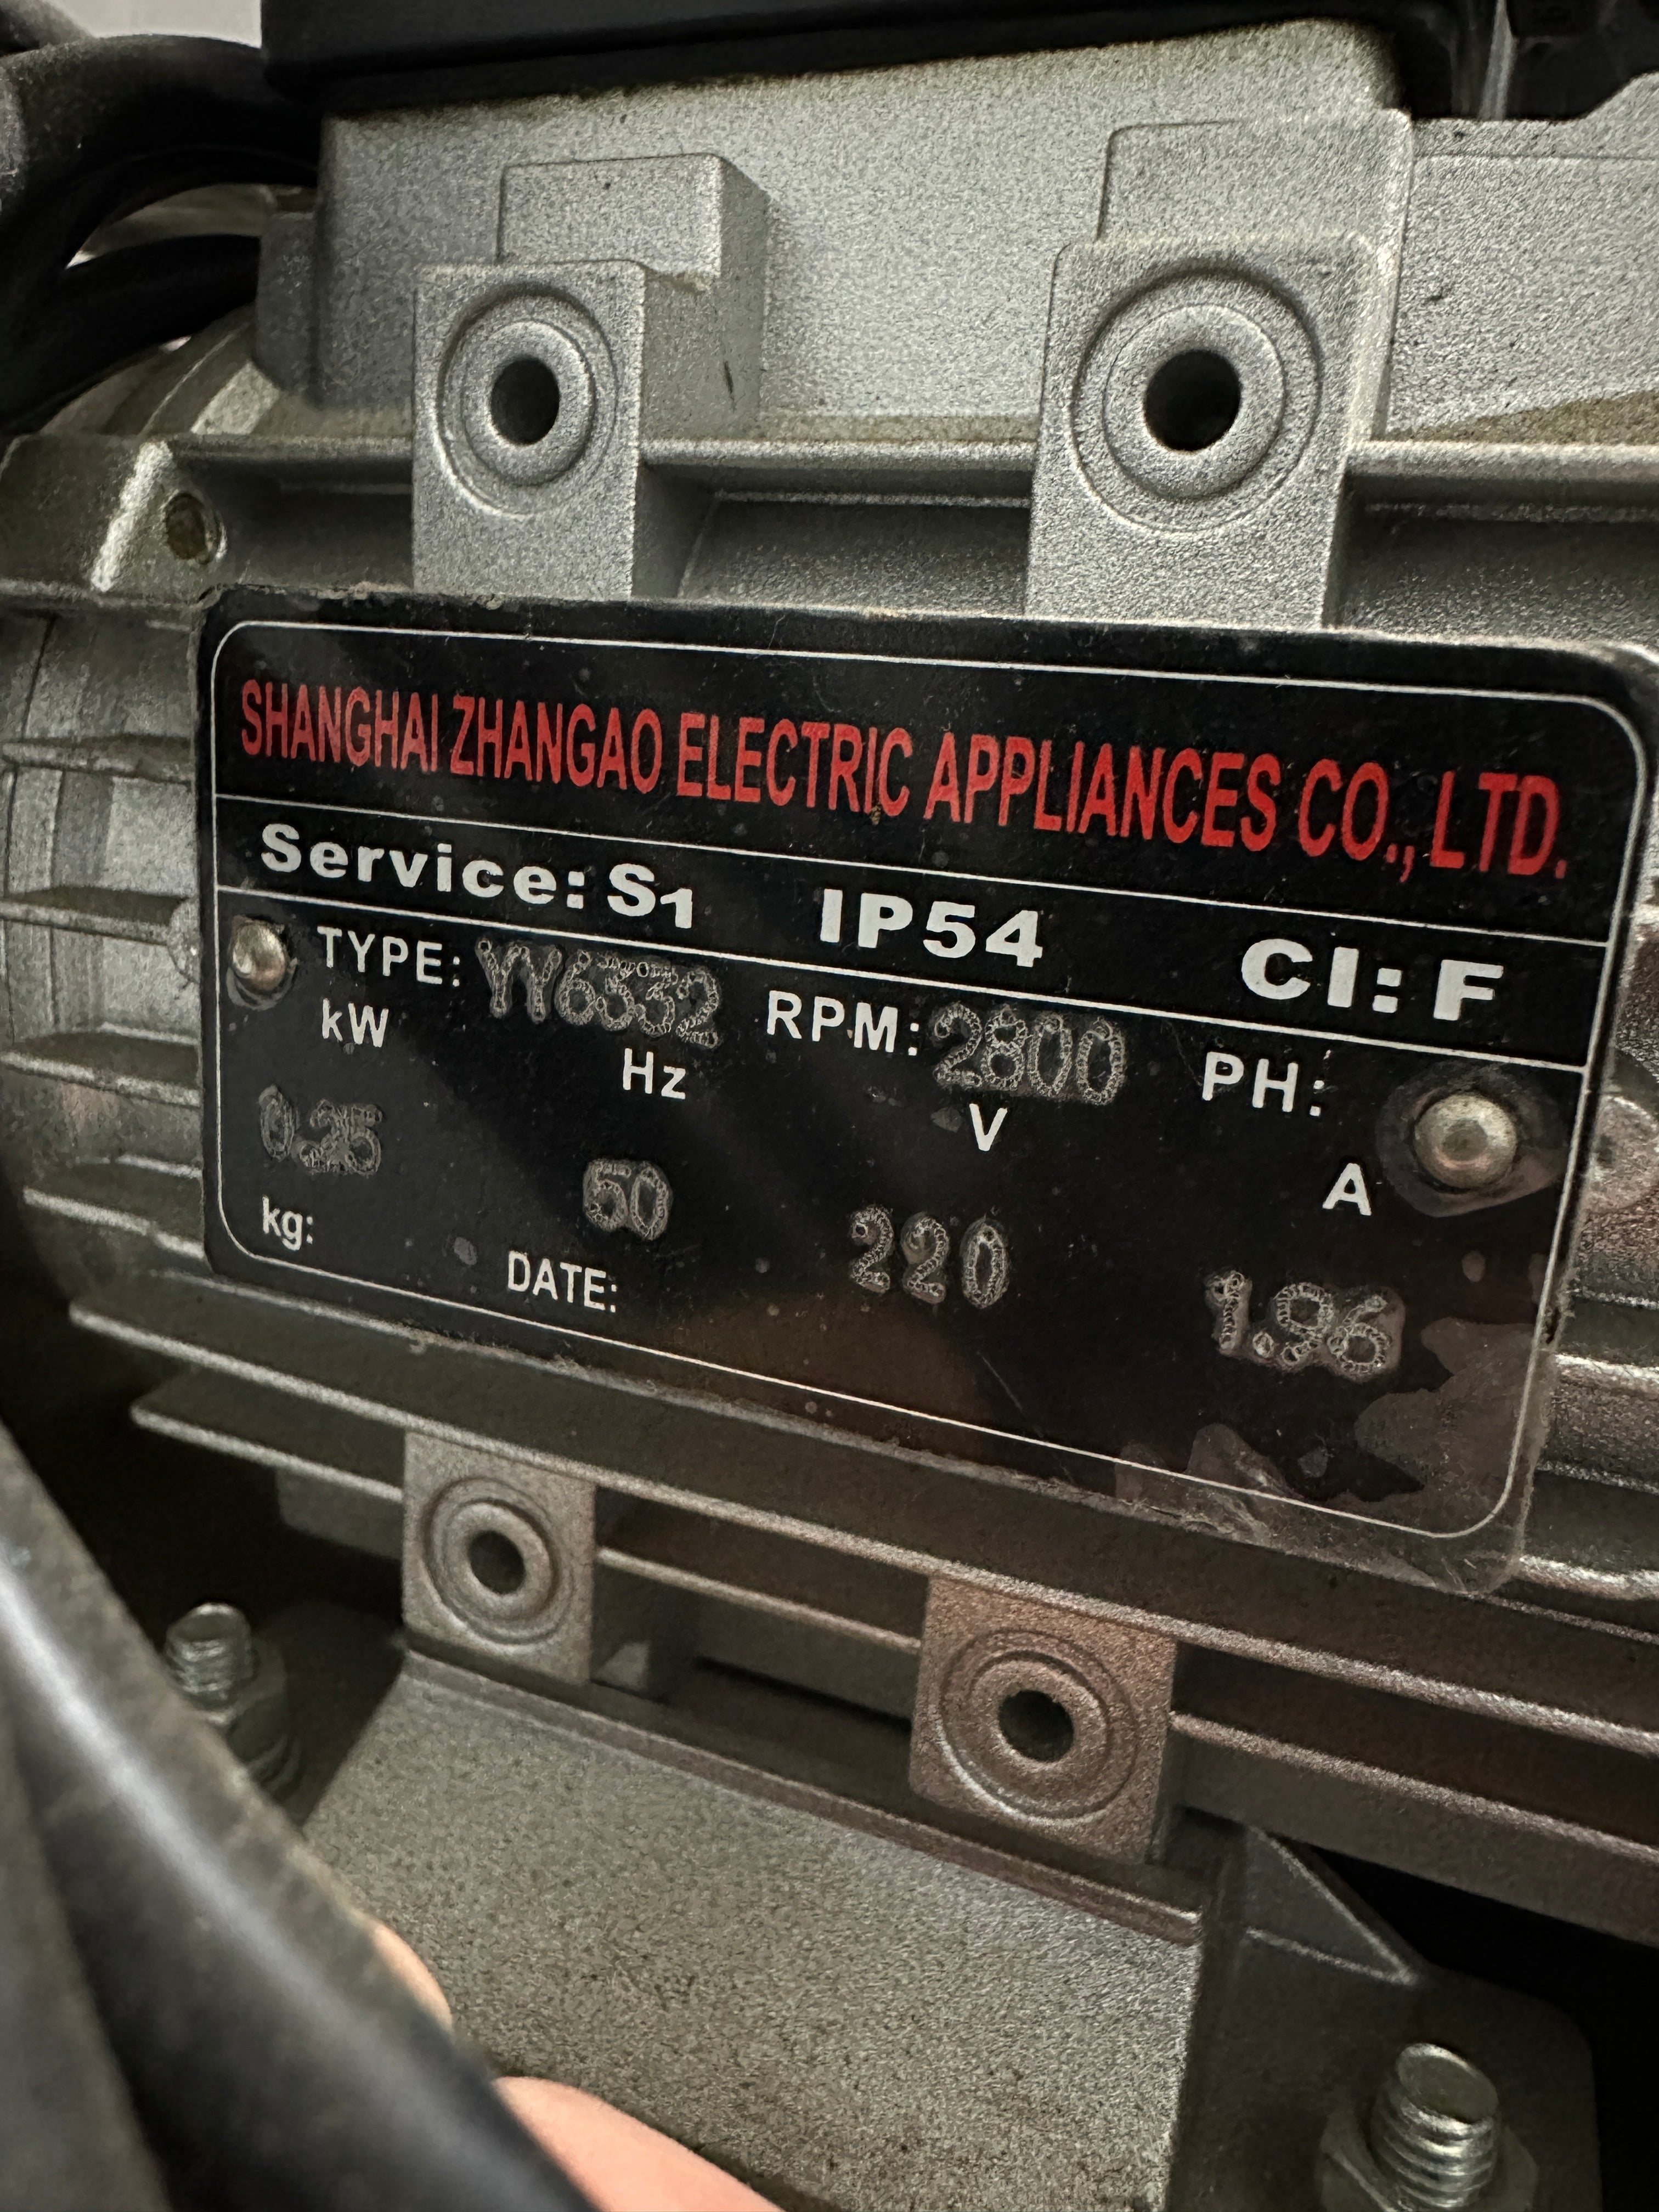 SHANGHAI ZHANGAO ELECTRIC APPLIANCES CO., LTD.
Service: S1 IP54 CI: F
TYPE: YY6332 RPM: 2800 PH:
kW Hz V A
0.25 50 220 1.96
kg: DATE: